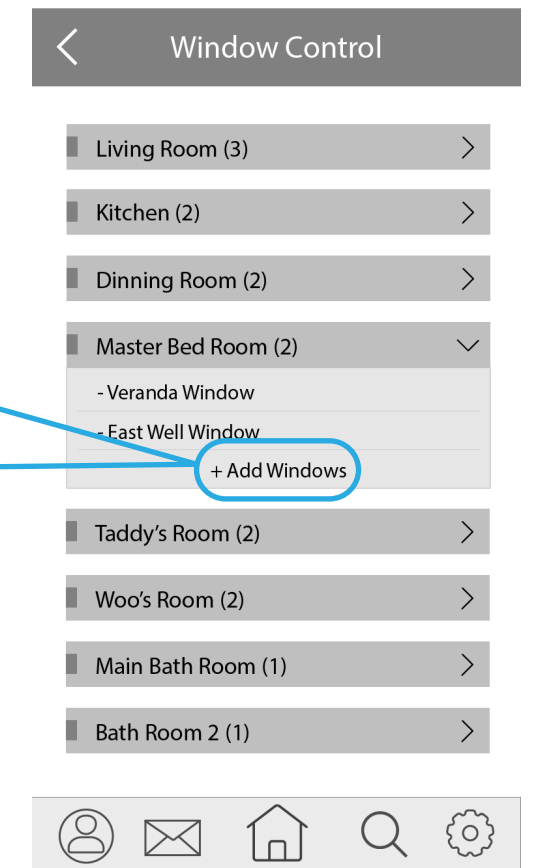 Window Control
Living Room (3)
Kitchen (2)
Dinning Room (2)
Master Bed Room (2)
- Veranda Window
- East Well Window
+ Add Windows
Taddy's Room (2)
Woo's Room (2)
Main Bath Room (1)
Bath Room 2 (1)